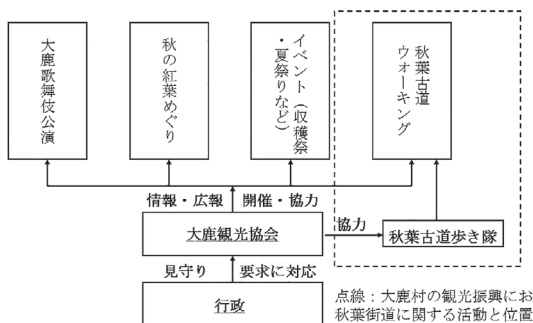 大鹿歌舞伎公演
秋の紅葉めぐり
イベント（収穫祭
・夏祭りなど）
秋葉古道
ウォーキング
情報・広報
開催・協力
大鹿観光協会
協力
秋葉古道歩き隊
見守り
要求に対応
行政
点線：大鹿村の観光振興にお
秋葉街道に関する活動と位置